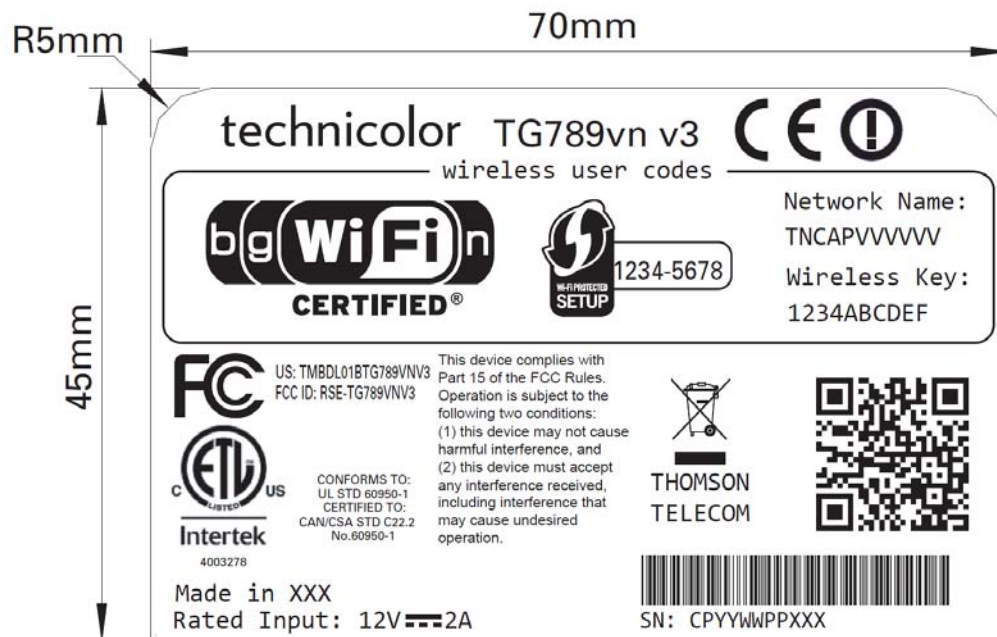 70mm
R5mm
45mm
technicolor TG789vn v3 CE
wireless user codes
bg WiFi n
CERTIFIED®
Wi-Fi PROTECTED
SETUP
1234-5678
Network Name:
TNCAPVVVVVV
Wireless Key:
1234ABCDEF
FC
US: TMBDL01BTG789VNV3
FCC ID: RSE-TG789VNV3
This device complies with
Part 15 of the FCC Rules.
Operation is subject to the
following two conditions:
(1) this device may not cause
harmful interference, and
(2) this device must accept
any interference received,
including interference that
may cause undesired
operation.
C ETL US
LISTED
Intertek
4003278
CONFORMS TO:
UL STD 60950-1
CERTIFIED TO:
CAN/CSA STD C22.2
No.60950-1
THOMSON
TELECOM
Made in XXX
Rated Input: 12V 2A
SN: CPYYWWPPXXX